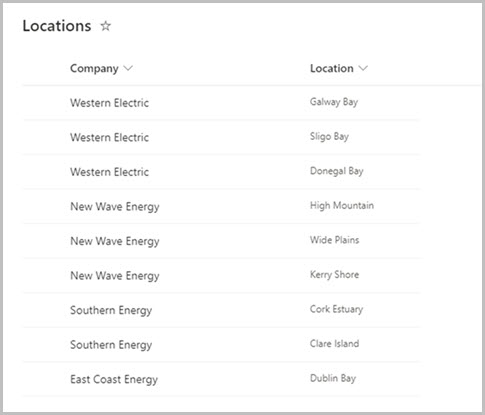 Locations
Company Location
Western Electric Galway Bay
Western Electric Sligo Bay
Western Electric Donegal Bay
New Wave Energy High Mountain
New Wave Energy Wide Plains
New Wave Energy Kerry Shore
Southern Energy Cork Estuary
Southern Energy Clare Island
East Coast Energy Dublin Bay